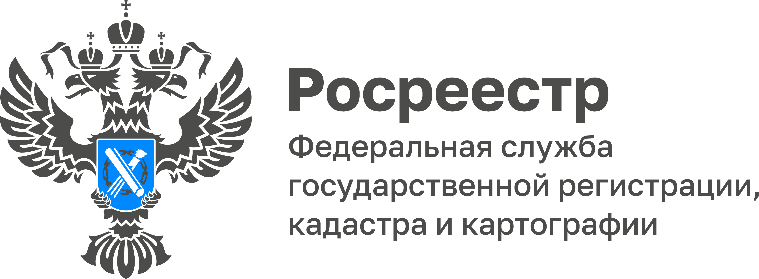 Росреестр
Федеральная служба
государственной регистрации,
кадастра и картографии